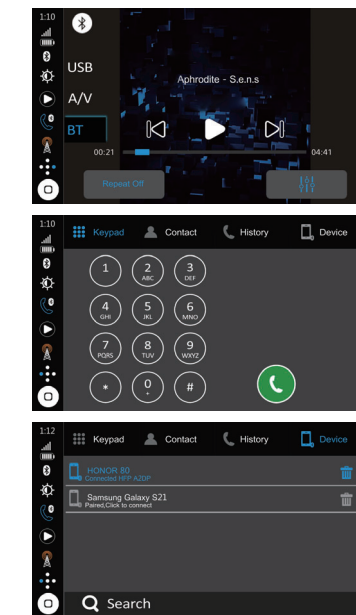 1:10
USB
Aphrodite - S.e.n.s
A/V
BT
00:21
04:41
Repeat Off
1:10
Keypad
Contact
History
Device
1
2
ABC
3
DEF
4
GHI
5
JKL
6
MNO
7
PQRS
8
TUV
9
WXYZ
*
0
+
#
1:12
Keypad
Contact
History
Device
HONOR 80
Connected HFP A2DP
Samsung Galaxy S21
Paired,Click to connect
Search